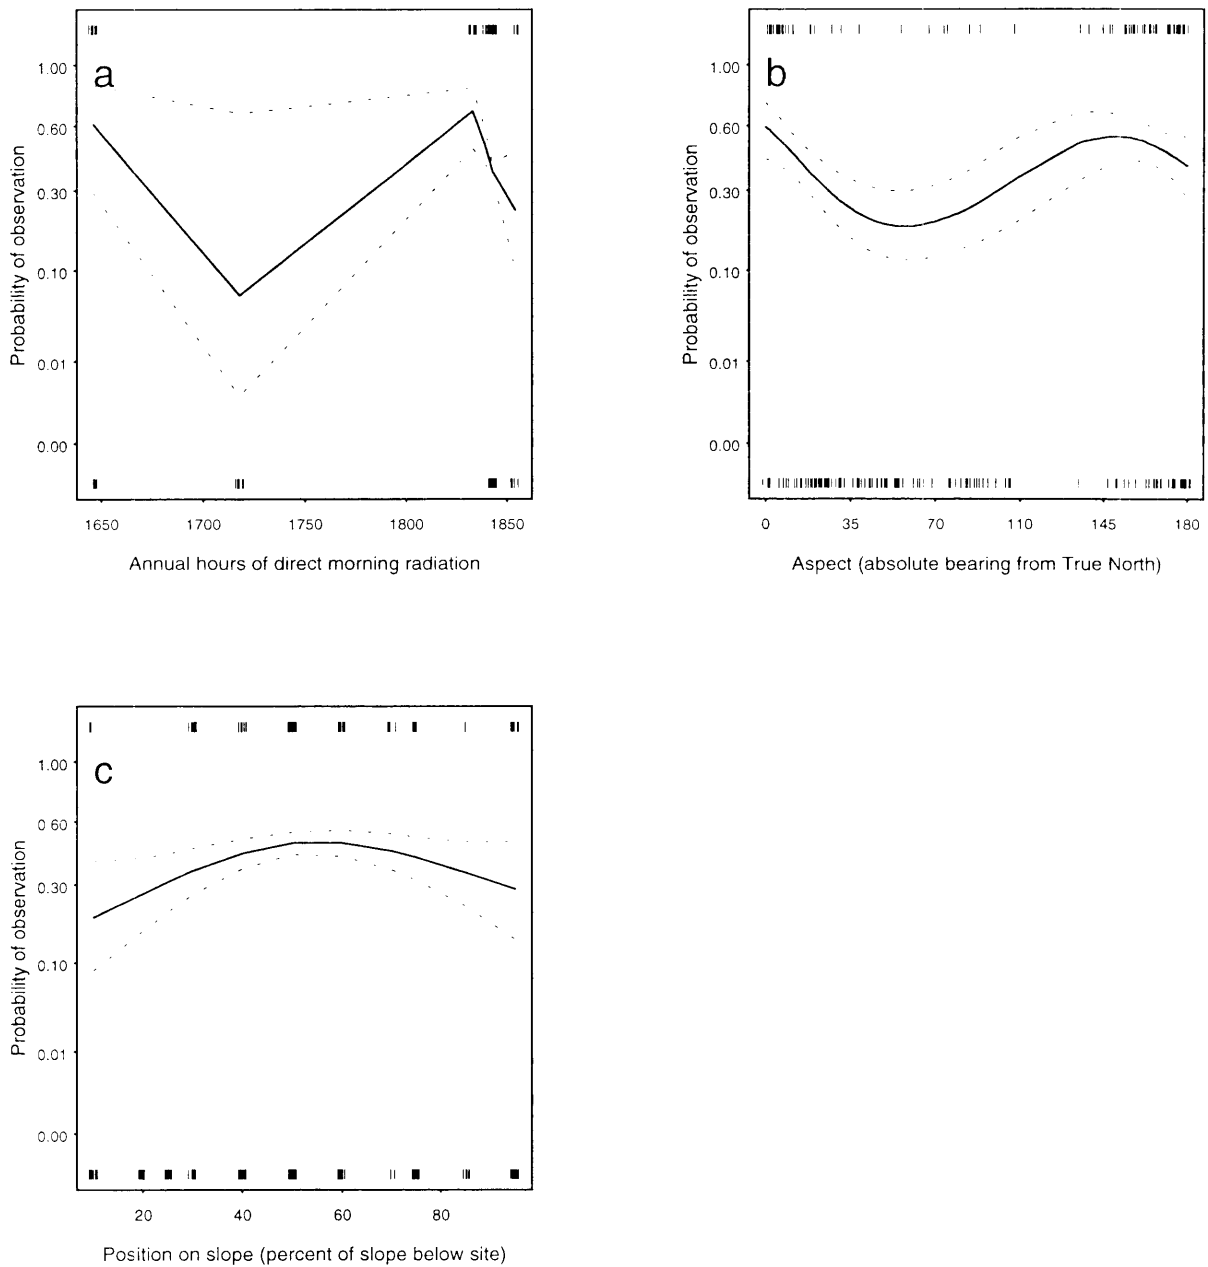 a
1.00
0.60
0.30
0.10
0.01
0.00
Probability of observation
1650 1700 1750 1800 1850
Annual hours of direct morning radiation
b
1.00
0.60
0.30
0.10
0.01
0.00
Probability of observation
0 35 70 110 145 180
Aspect (absolute bearing from True North)
c
1.00
0 60
0.30
0.10
0.01
0.00
Probability of observation
20 40 60 80
Position on slope (percent of slope below site)